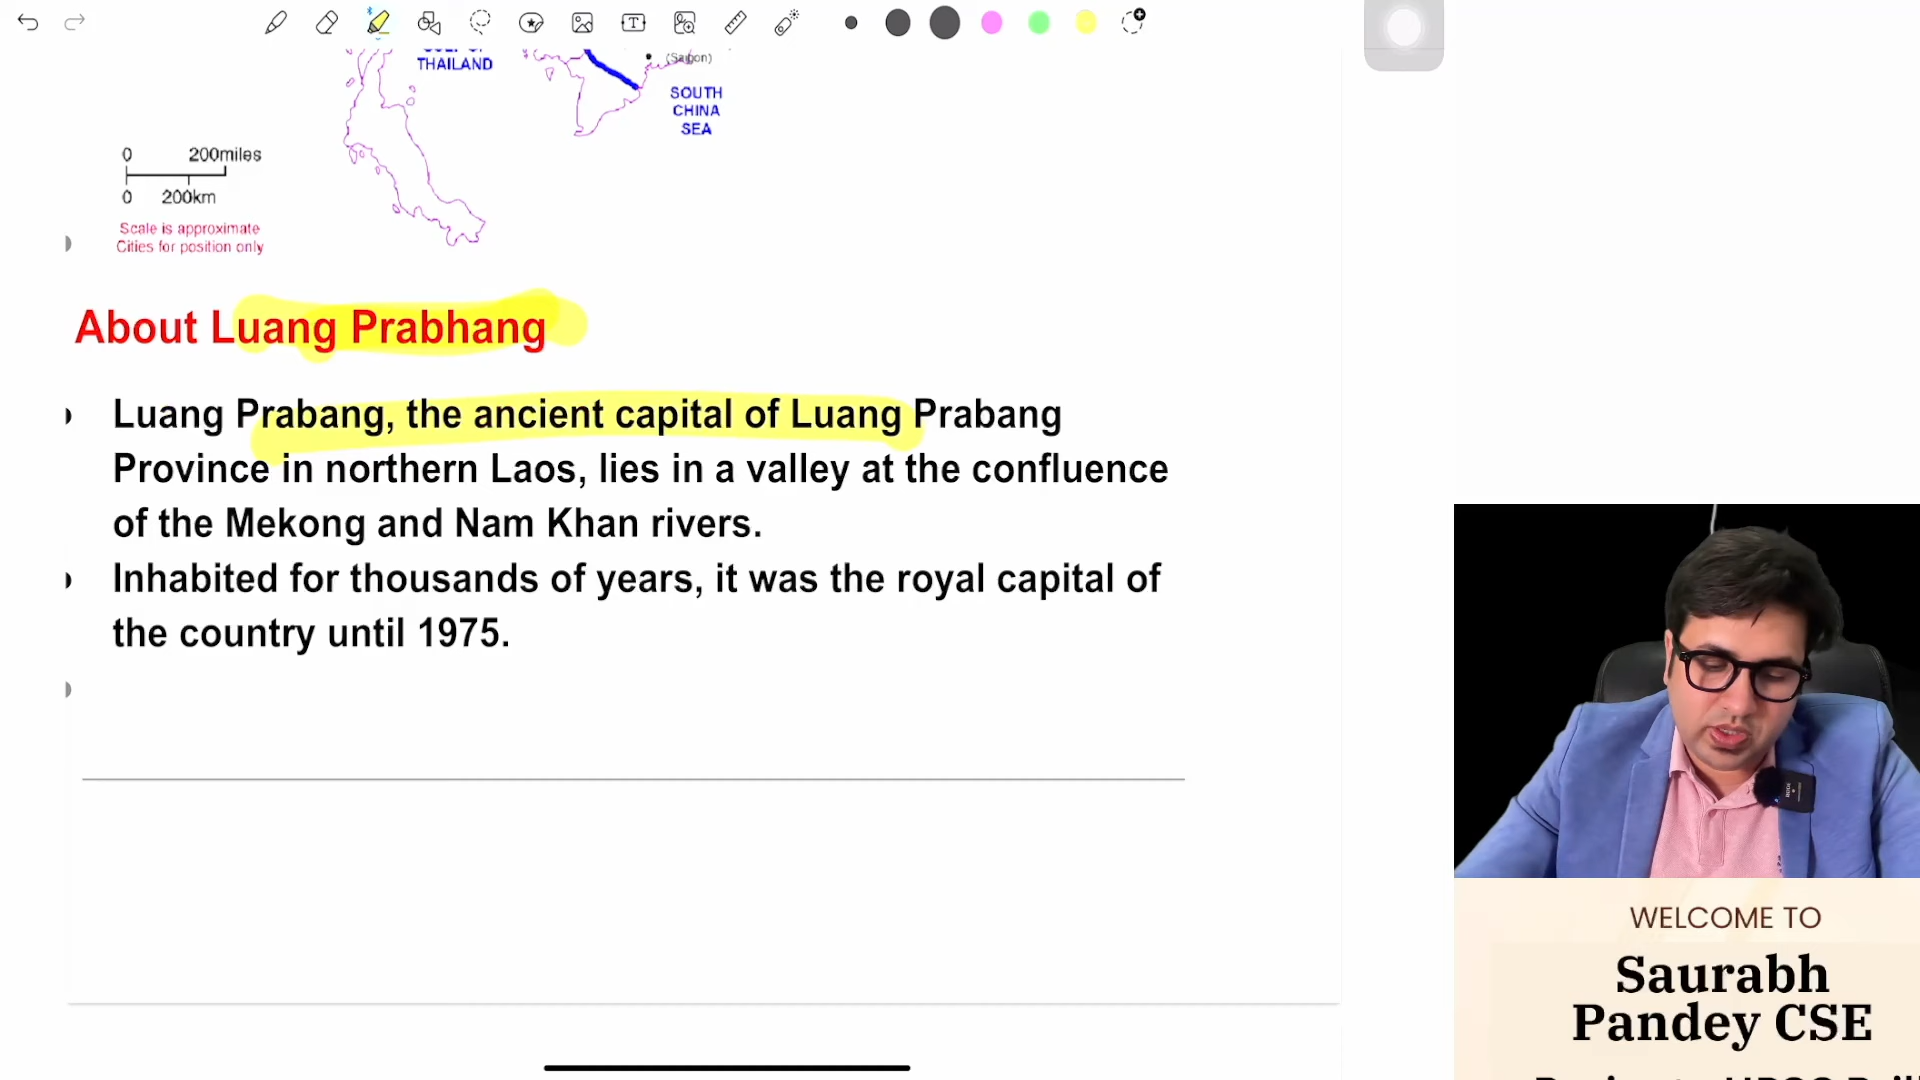 THAILAND
(Saigon)
SOUTH
CHINA
SEA
0 200miles
0 200km
Scale is approximate
Cities for position only
About Luang Prabhang
Luang Prabang, the ancient capital of Luang Prabang
Province in northern Laos, lies in a valley at the confluence
of the Mekong and Nam Khan rivers.
Inhabited for thousands of years, it was the royal capital of
the country until 1975.
WELCOME TO
Saurabh
Pandey CSE